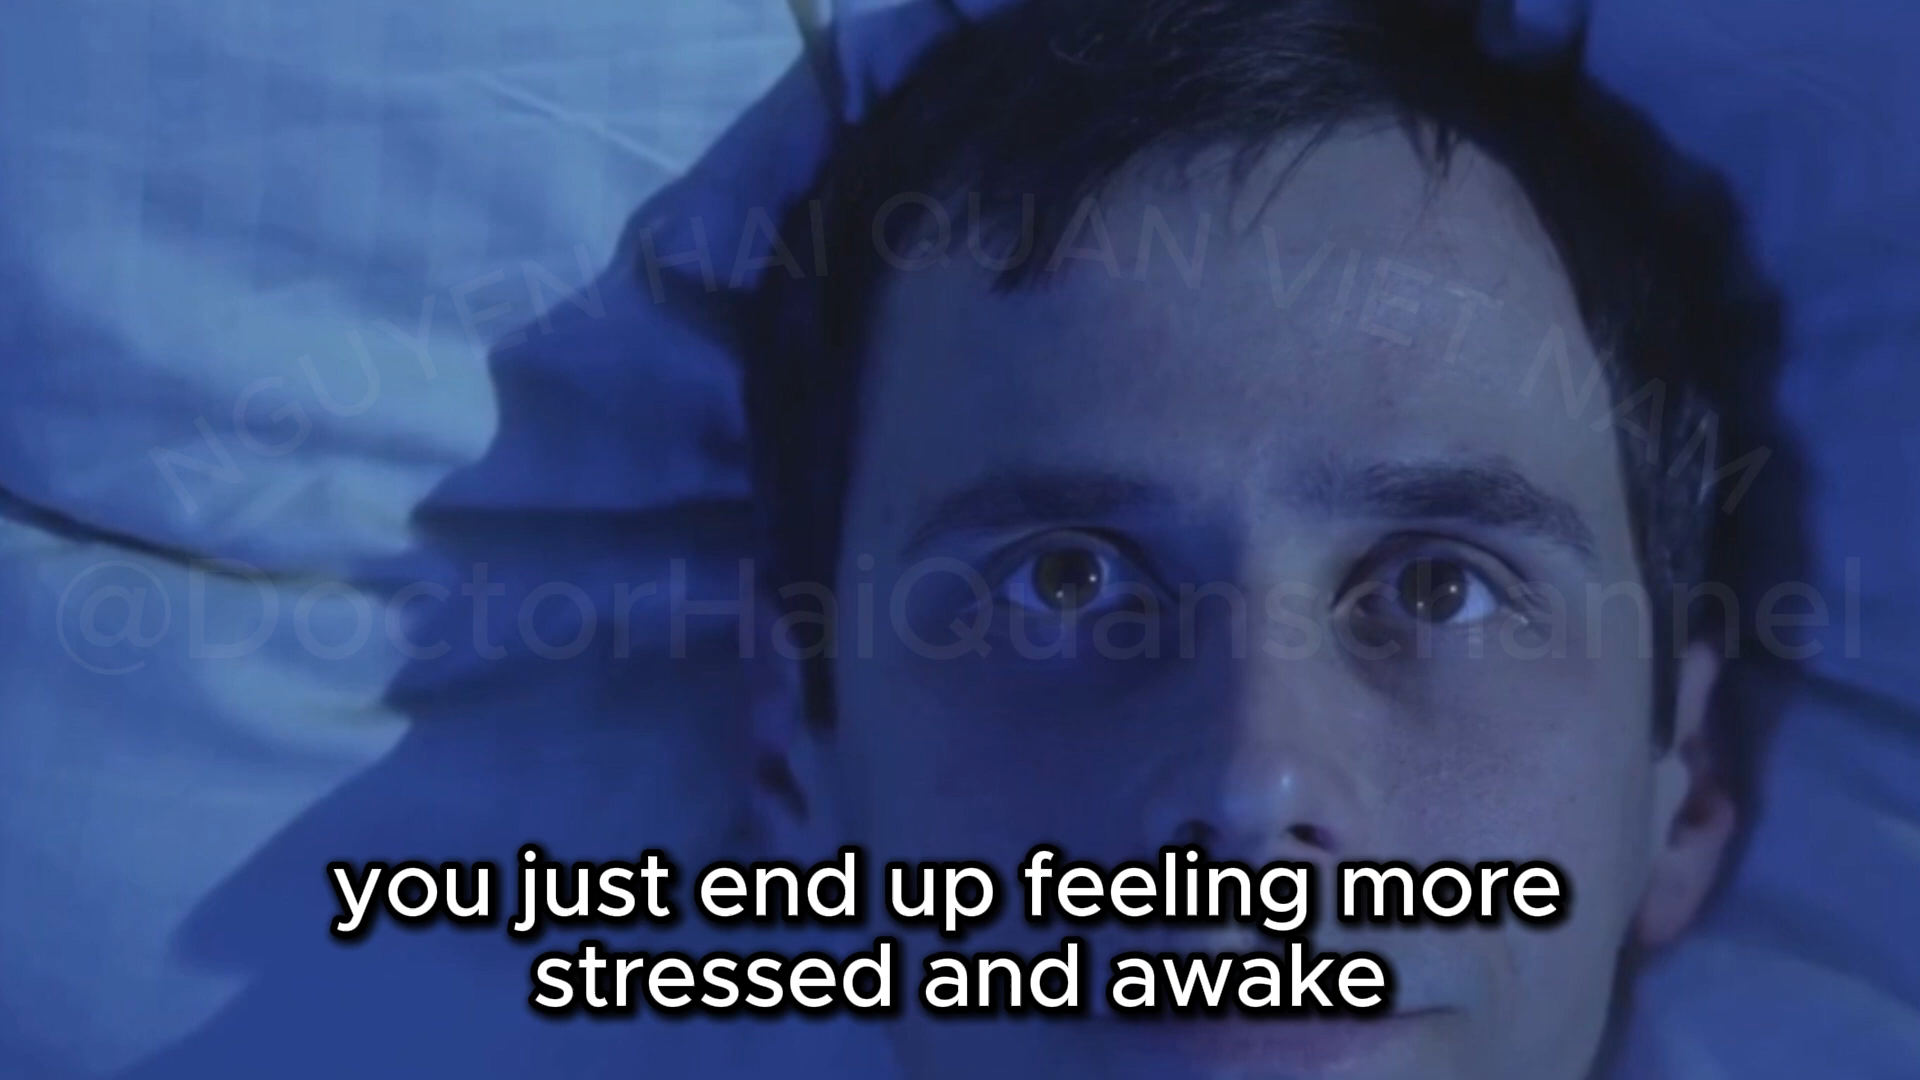 NGUYEN HAI QUAN VIET NAM
@DoctorHaiQuanschannel
you just end up feeling more
stressed and awake